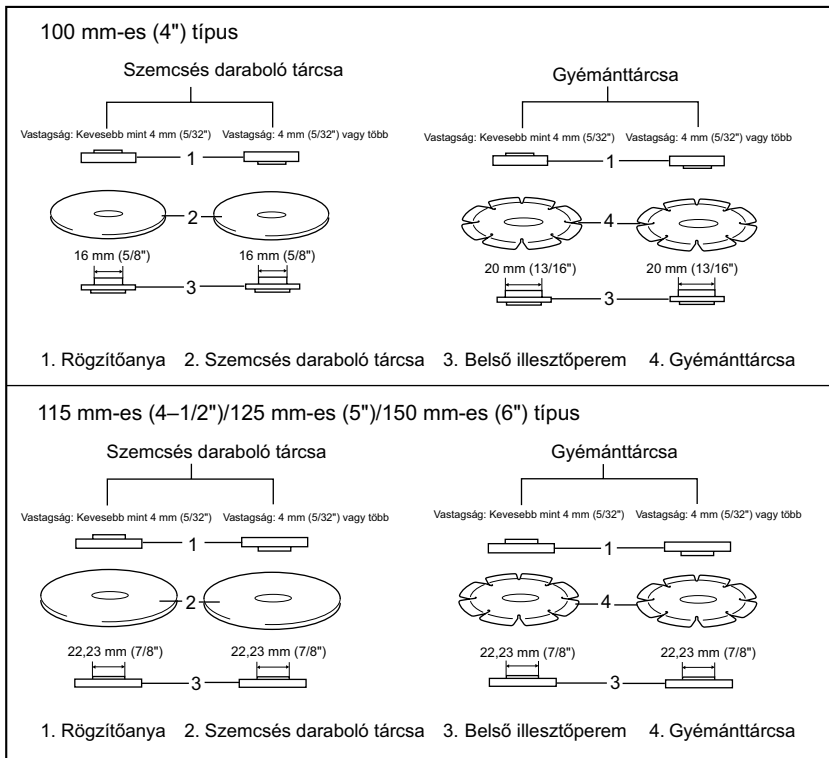 100 mm-es (4") típus
Szemcsés daraboló tárcsa
Gyémánttárcsa
Vastagság: Kevesebb mint 4 mm (5/32") Vastagság: 4 mm (5/32") vagy több
Vastagság: Kevesebb mint 4 mm (5/32") Vastagság: 4 mm (5/32") vagy több
1
1
2
4
16 mm (5/8") 16 mm (5/8")
20 mm (13/16") 20 mm (13/16")
3
3
1. Rögzítőanya 2. Szemcsés daraboló tárcsa 3. Belső illesztőperem 4. Gyémánttárcsa
115 mm-es (4–1/2")/125 mm-es (5")/150 mm-es (6") típus
Szemcsés daraboló tárcsa
Gyémánttárcsa
Vastagság: Kevesebb mint 4 mm (5/32") Vastagság: 4 mm (5/32") vagy több
Vastagság: Kevesebb mint 4 mm (5/32") Vastagság: 4 mm (5/32") vagy több
1
1
2
4
22,23 mm (7/8") 22,23 mm (7/8")
22,23 mm (7/8") 22,23 mm (7/8")
3
3
1. Rögzítőanya 2. Szemcsés daraboló tárcsa 3. Belső illesztőperem 4. Gyémánttárcsa